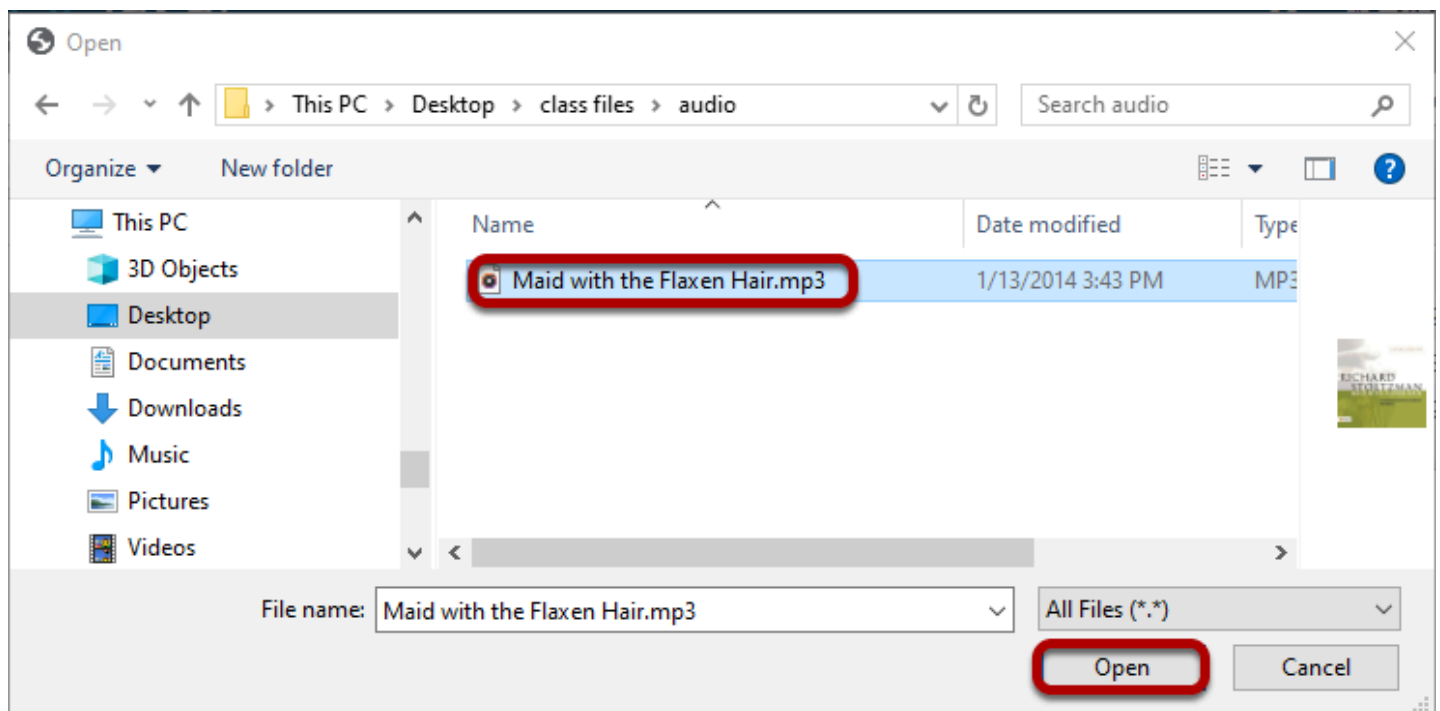 Open
This PC > Desktop > class files > audio
Search audio
Organize
New folder
This PC
3D Objects
Desktop
Documents
Downloads
Music
Pictures
Videos
Name
Date modified
Type
Maid with the Flaxen Hair.mp3
1/13/2014 3:43 PM
MP3
RICHARD
STOLTZMAN
File name:
Maid with the Flaxen Hair.mp3
All Files (*.*)
Open
Cancel